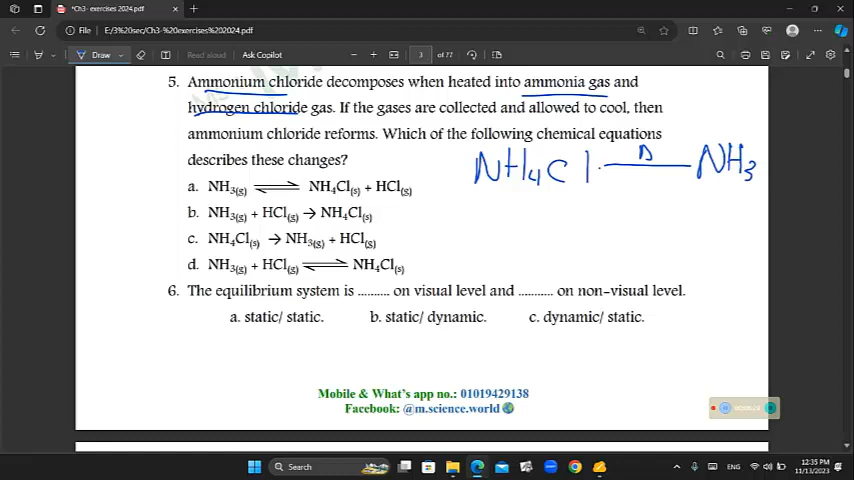 *Ch3- exercises 2024.pdf
File
E:/3 sec/Ch3-%20exercises%202024.pdf
Draw
Read aloud
Ask Copilot
3
of 77
5. Ammonium chloride decomposes when heated into ammonia gas and
hydrogen chloride gas. If the gases are collected and allowed to cool, then
ammonium chloride reforms. Which of the following chemical equations
describes these changes?
NH4Cl Δ NH3
a. NH3(g) ⇌ NH4Cl(s) + HCl(g)
b. NH3(g) + HCl(g) → NH4Cl(s)
c. NH4Cl(s) → NH3(g) + HCl(g)
d. NH3(g) + HCl(g) ⇌ NH4Cl(s)
6. The equilibrium system is .......... on visual level and .......... on non-visual level.
a. static/ static. b. static/ dynamic. c. dynamic/ static.
Mobile & What's app no.: 01019429138
Facebook: @m.science.world
Search
ENG
12:35 PM
11/13/2023